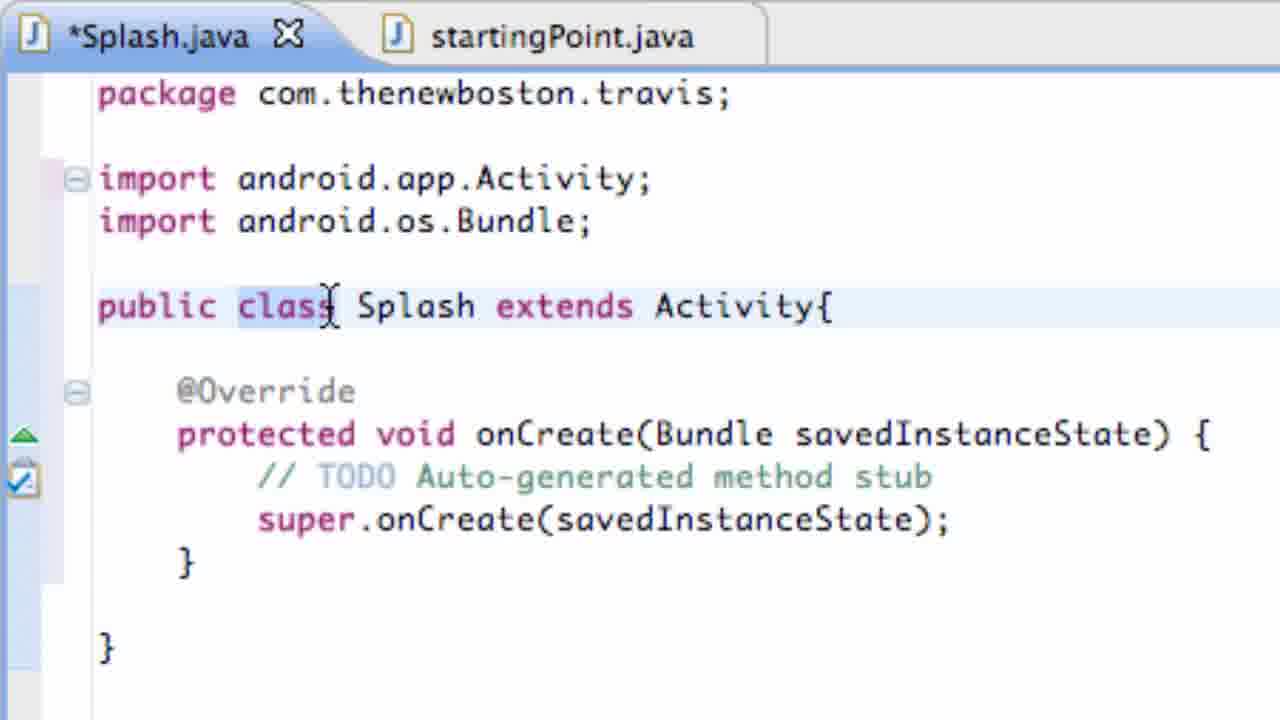 *Splash.java startingPoint.java
package com.thenewboston.travis;
import android.app.Activity;
import android.os.Bundle;
public class Splash extends Activity{
@Override
protected void onCreate(Bundle savedInstanceState) {
// TODO Auto-generated method stub
super.onCreate(savedInstanceState);
}
}